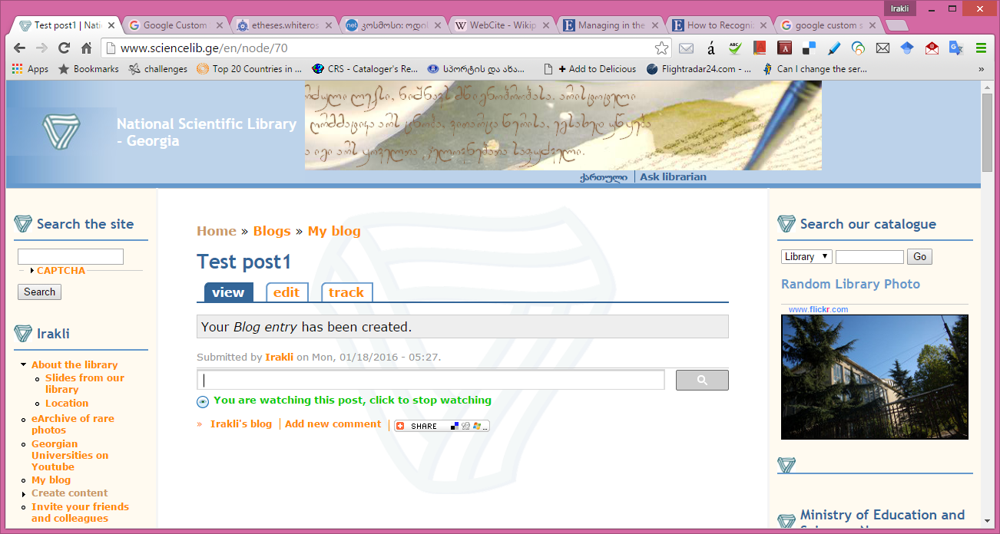 Irakli
Test post1 | Nati
Google Custom
etheses.whiteros
კოსმოსი: ოდი
WebCite - Wikip
Managing in the
How to Recogniz
google custom s
www.sciencelib.ge/en/node/70
Apps
Bookmarks
challenges
Top 20 Countries in ...
CRS - Cataloger's Re...
სპორტის და ახა...
+ Add to Delicious
Flightradar24.com - ...
Can I change the ser...
»
National Scientific Library
- Georgia
ქართული | Ask librarian
Search the site
CAPTCHA
Search
Irakli
About the library
Slides from our
library
Location
eArchive of rare
photos
Georgian
Universities on
Youtube
My blog
Create content
Invite your friends
and colleagues
Home » Blogs » My blog
Test post1
view
edit
track
Your Blog entry has been created.
Submitted by Irakli on Mon, 01/18/2016 - 05:27.
You are watching this post, click to stop watching
» Irakli's blog | Add new comment | SHARE ...
Search our catalogue
Library
Go
Random Library Photo
www.flickr.com
Ministry of Education and